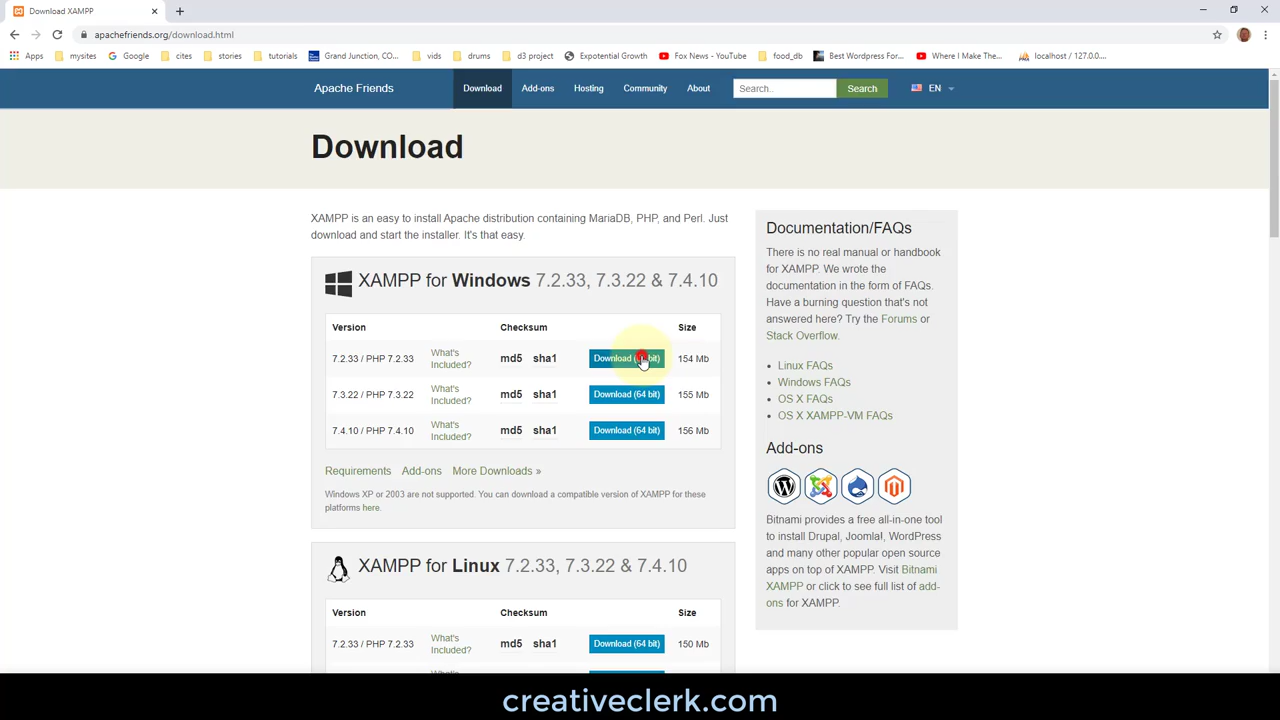 Download XAMPP
apachefriends.org/download.html
Apps mysites Google cites stories tutorials Grand Junction, CO... vids drums d3 project Expotential Growth Fox News - YouTube food_db Best Wordpress For... Where I Make The... localhost / 127.0.0....
Apache Friends Download Add-ons Hosting Community About Search.. Search EN
Download
XAMPP is an easy to install Apache distribution containing MariaDB, PHP, and Perl. Just
download and start the installer. It's that easy.
XAMPP for Windows 7.2.33, 7.3.22 & 7.4.10
Version Checksum Size
7.2.33 / PHP 7.2.33 What's Included? md5 sha1 Download ( bit) 154 Mb
7.3.22 / PHP 7.3.22 What's Included? md5 sha1 Download (64 bit) 155 Mb
7.4.10 / PHP 7.4.10 What's Included? md5 sha1 Download (64 bit) 156 Mb
Requirements Add-ons More Downloads »
Windows XP or 2003 are not supported. You can download a compatible version of XAMPP for these
platforms here.
XAMPP for Linux 7.2.33, 7.3.22 & 7.4.10
Version Checksum Size
7.2.33 / PHP 7.2.33 What's Included? md5 sha1 Download (64 bit) 150 Mb
Documentation/FAQs
There is no real manual or handbook
for XAMPP. We wrote the
documentation in the form of FAQs.
Have a burning question that's not
answered here? Try the Forums or
Stack Overflow.
Linux FAQs
Windows FAQs
OS X FAQs
OS X XAMPP-VM FAQs
Add-ons
Bitnami provides a free all-in-one tool
to install Drupal, Joomla!, WordPress
and many other popular open source
apps on top of XAMPP. Visit Bitnami
XAMPP or click to see full list of add-
ons for XAMPP.
creativeclerk.com